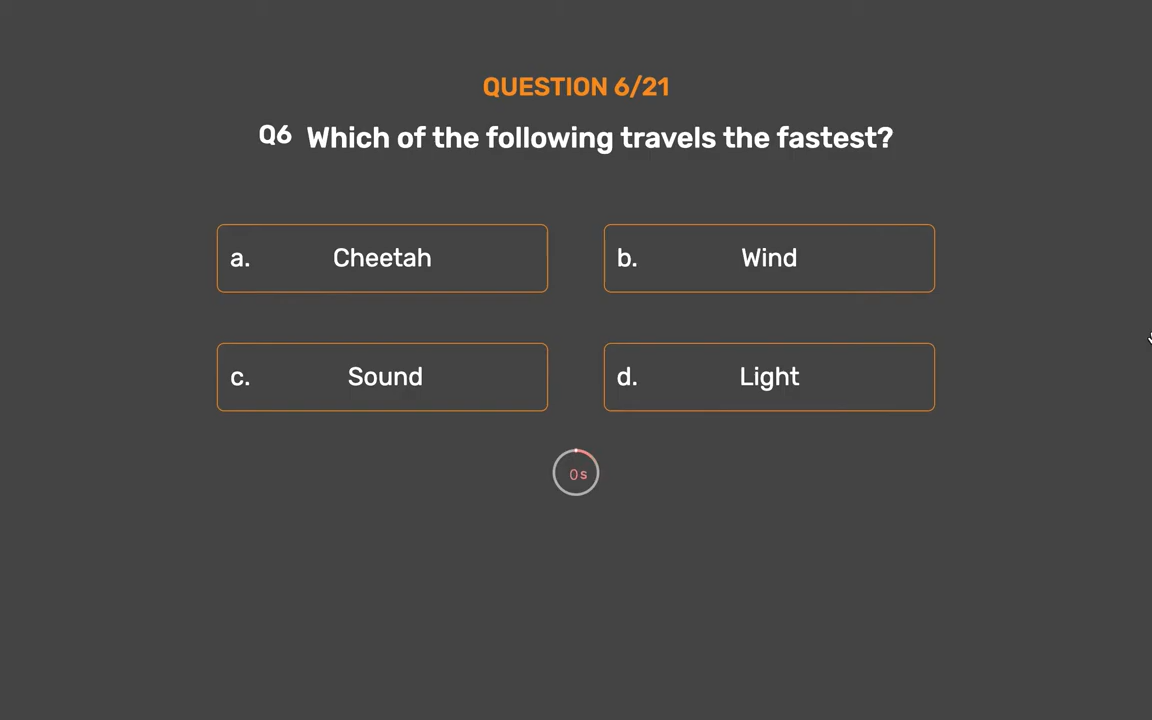 QUESTION 6/21
Q6 Which of the following travels the fastest?
a. Cheetah
b. Wind
c. Sound
d. Light
0s